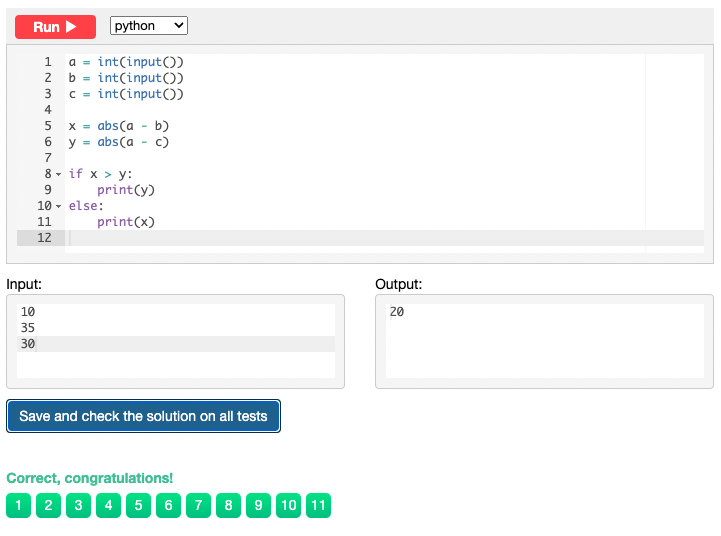 Run
python
1 a = int(input())
2 b = int(input())
3 c = int(input())
4
5 x = abs(a - b)
6 y = abs(a - c)
7
8 if x > y:
9     print(y)
10 else:
11     print(x)
12
Input:
10
35
30
Output:
20
Save and check the solution on all tests
Correct, congratulations!
1 2 3 4 5 6 7 8 9 10 11